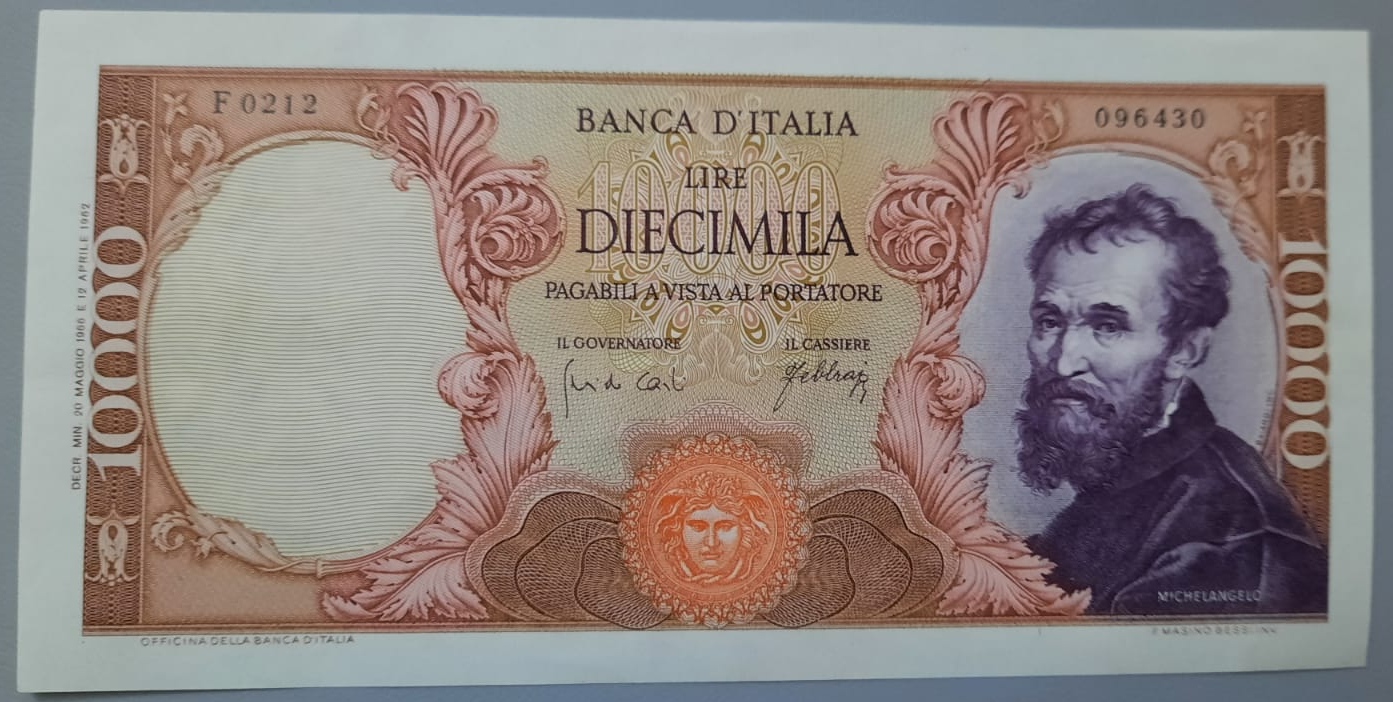 F 0212
096430
BANCA D'ITALIA
LIRE
10000
DIECIMILA
PAGABILI A VISTA AL PORTATORE
IL GOVERNATORE
IL CASSIERE
10000
10000
DECR. MIN. 20 MAGGIO 1966 E 12 APRILE 1962
MICHELANGELO
OFFICINA DELLA BANCA D'ITALIA